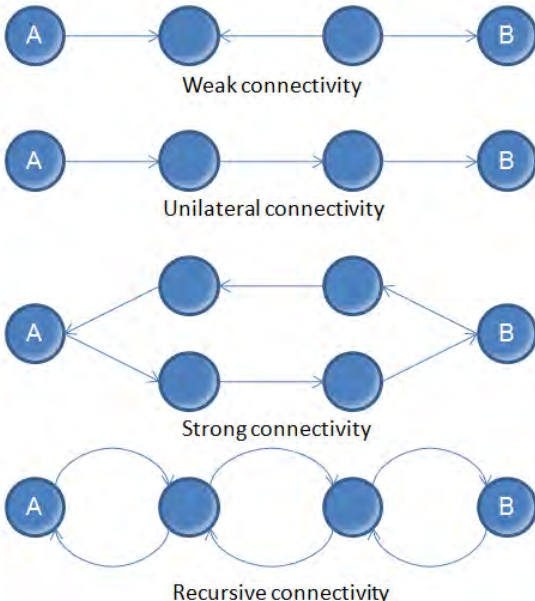 A B
Weak connectivity
A B
Unilateral connectivity
A B
Strong connectivity
A B
Recursive connectivity